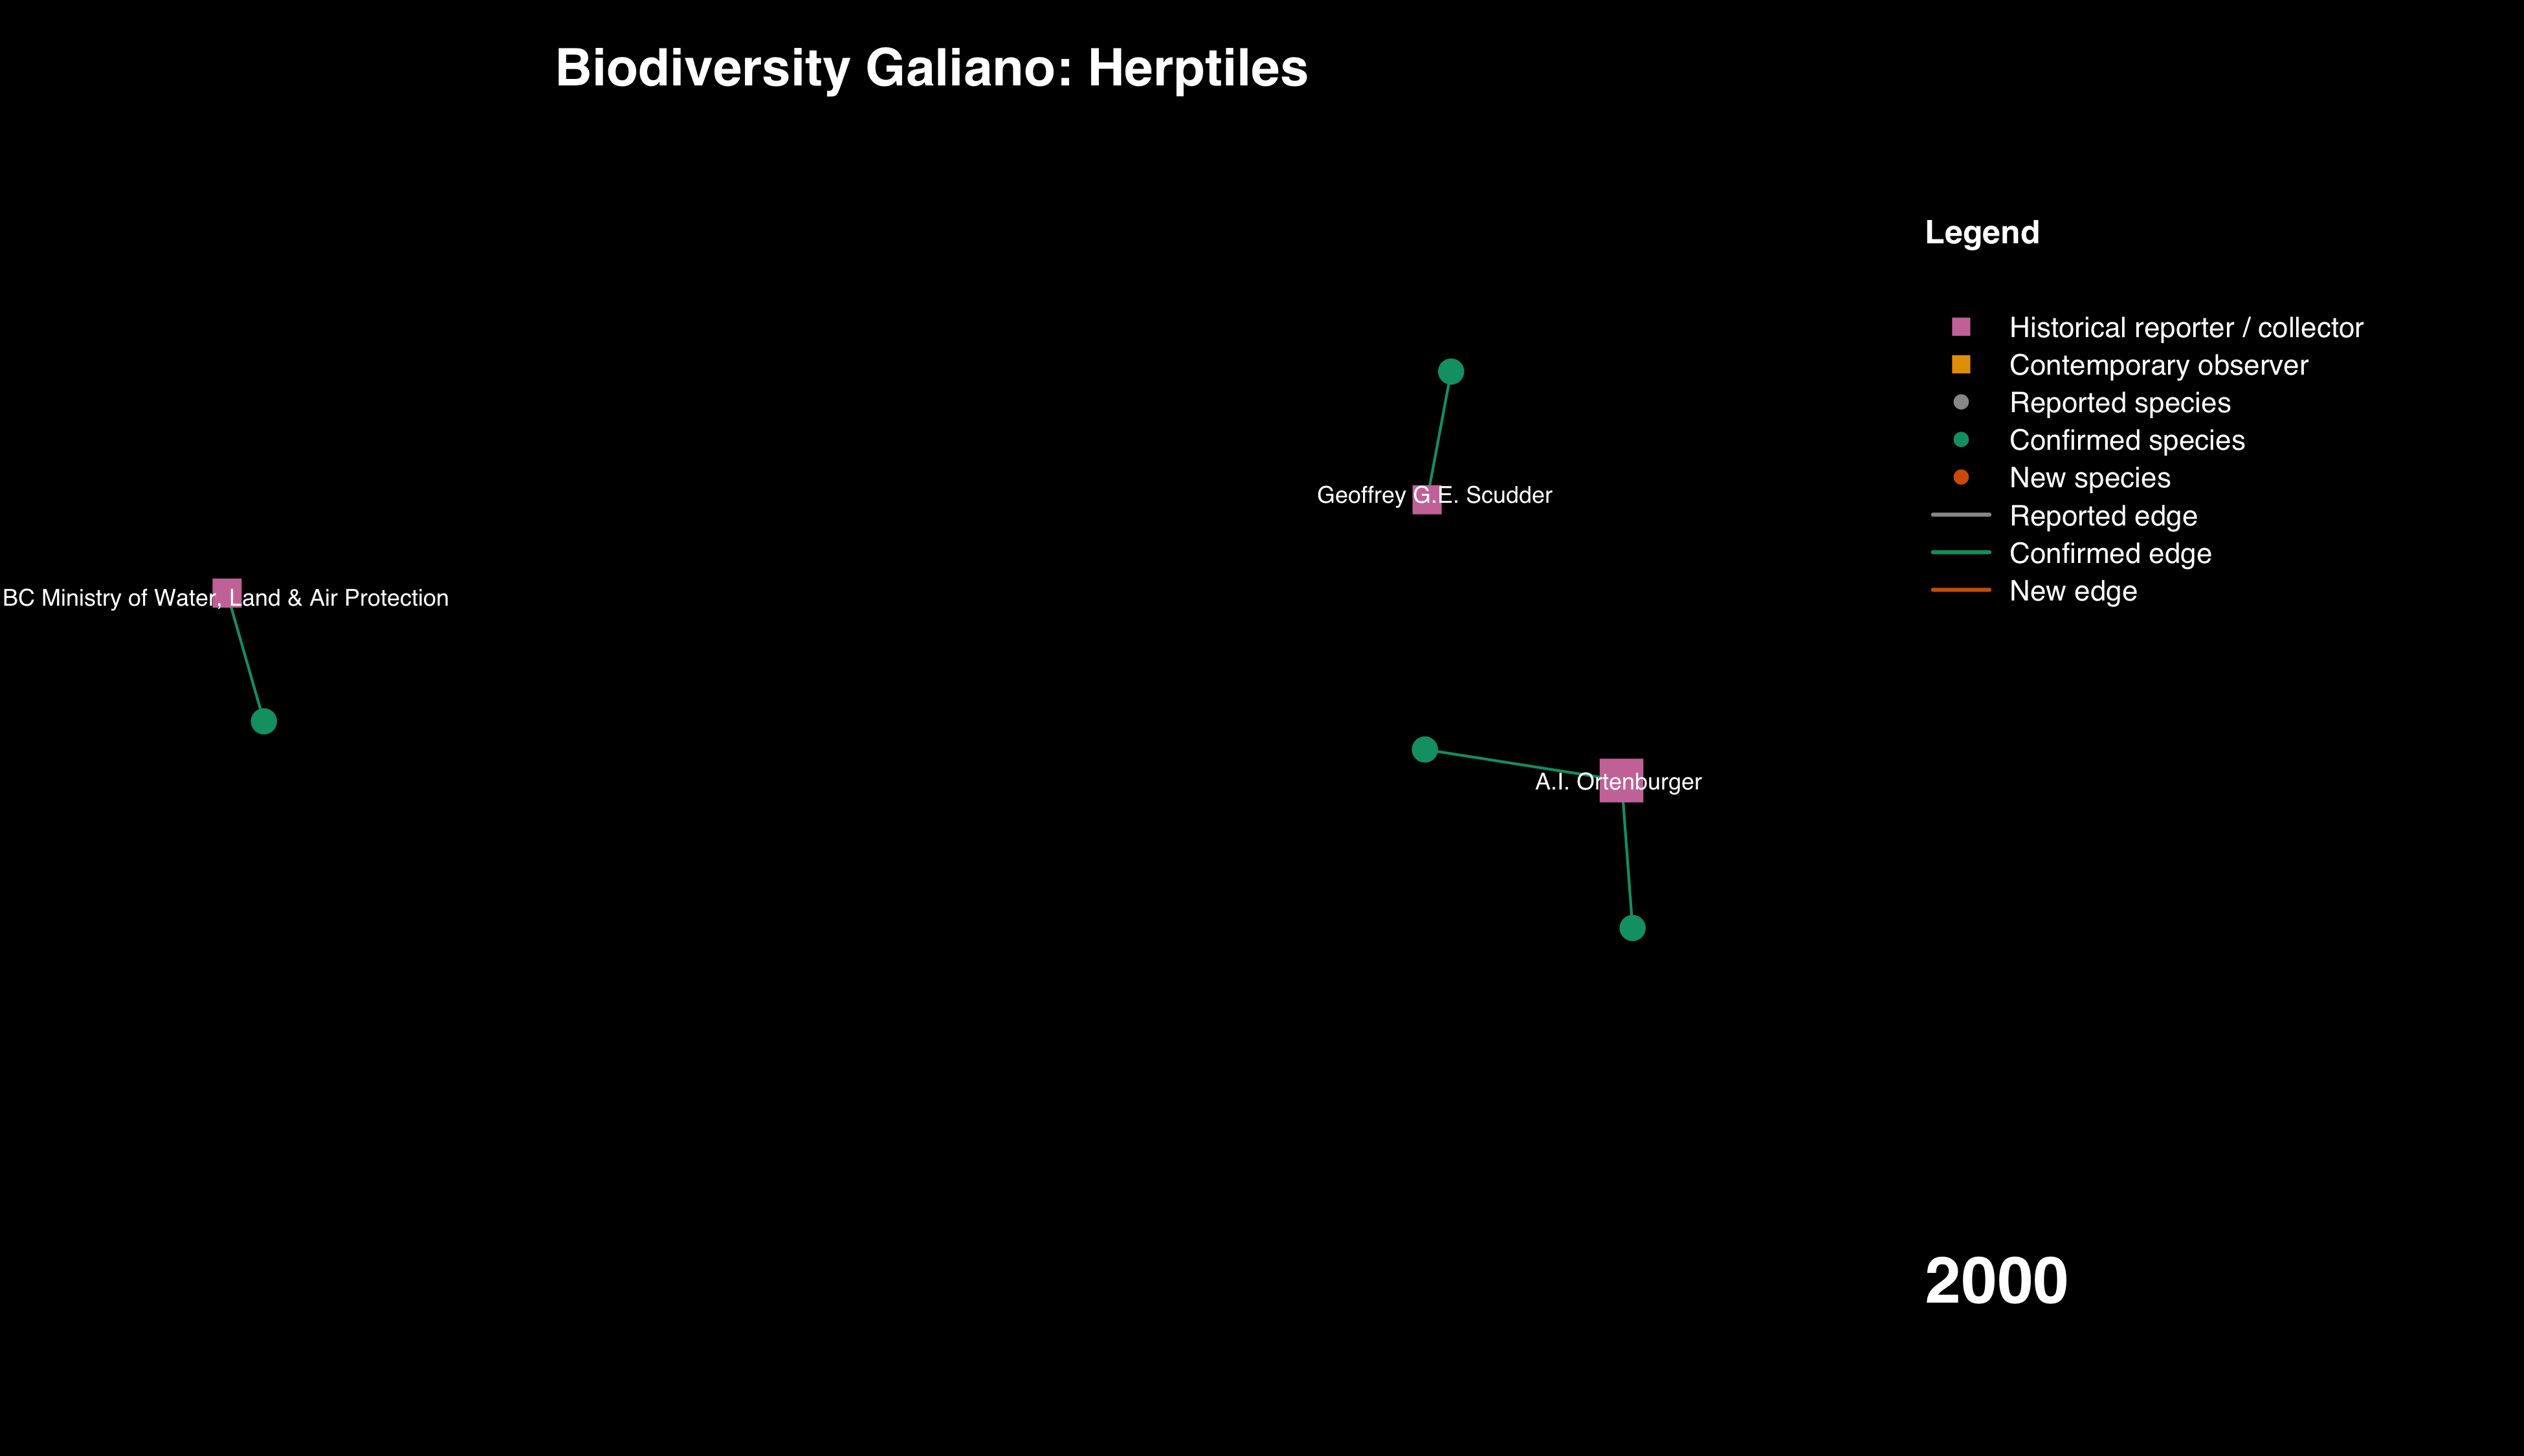 Biodiversity Galiano: Herptiles
Legend
Historical reporter / collector
Contemporary observer
Reported species
Confirmed species
New species
Reported edge
Confirmed edge
New edge
Geoffrey G.E. Scudder
BC Ministry of Water, Land & Air Protection
A.I. Ortenburger
2000